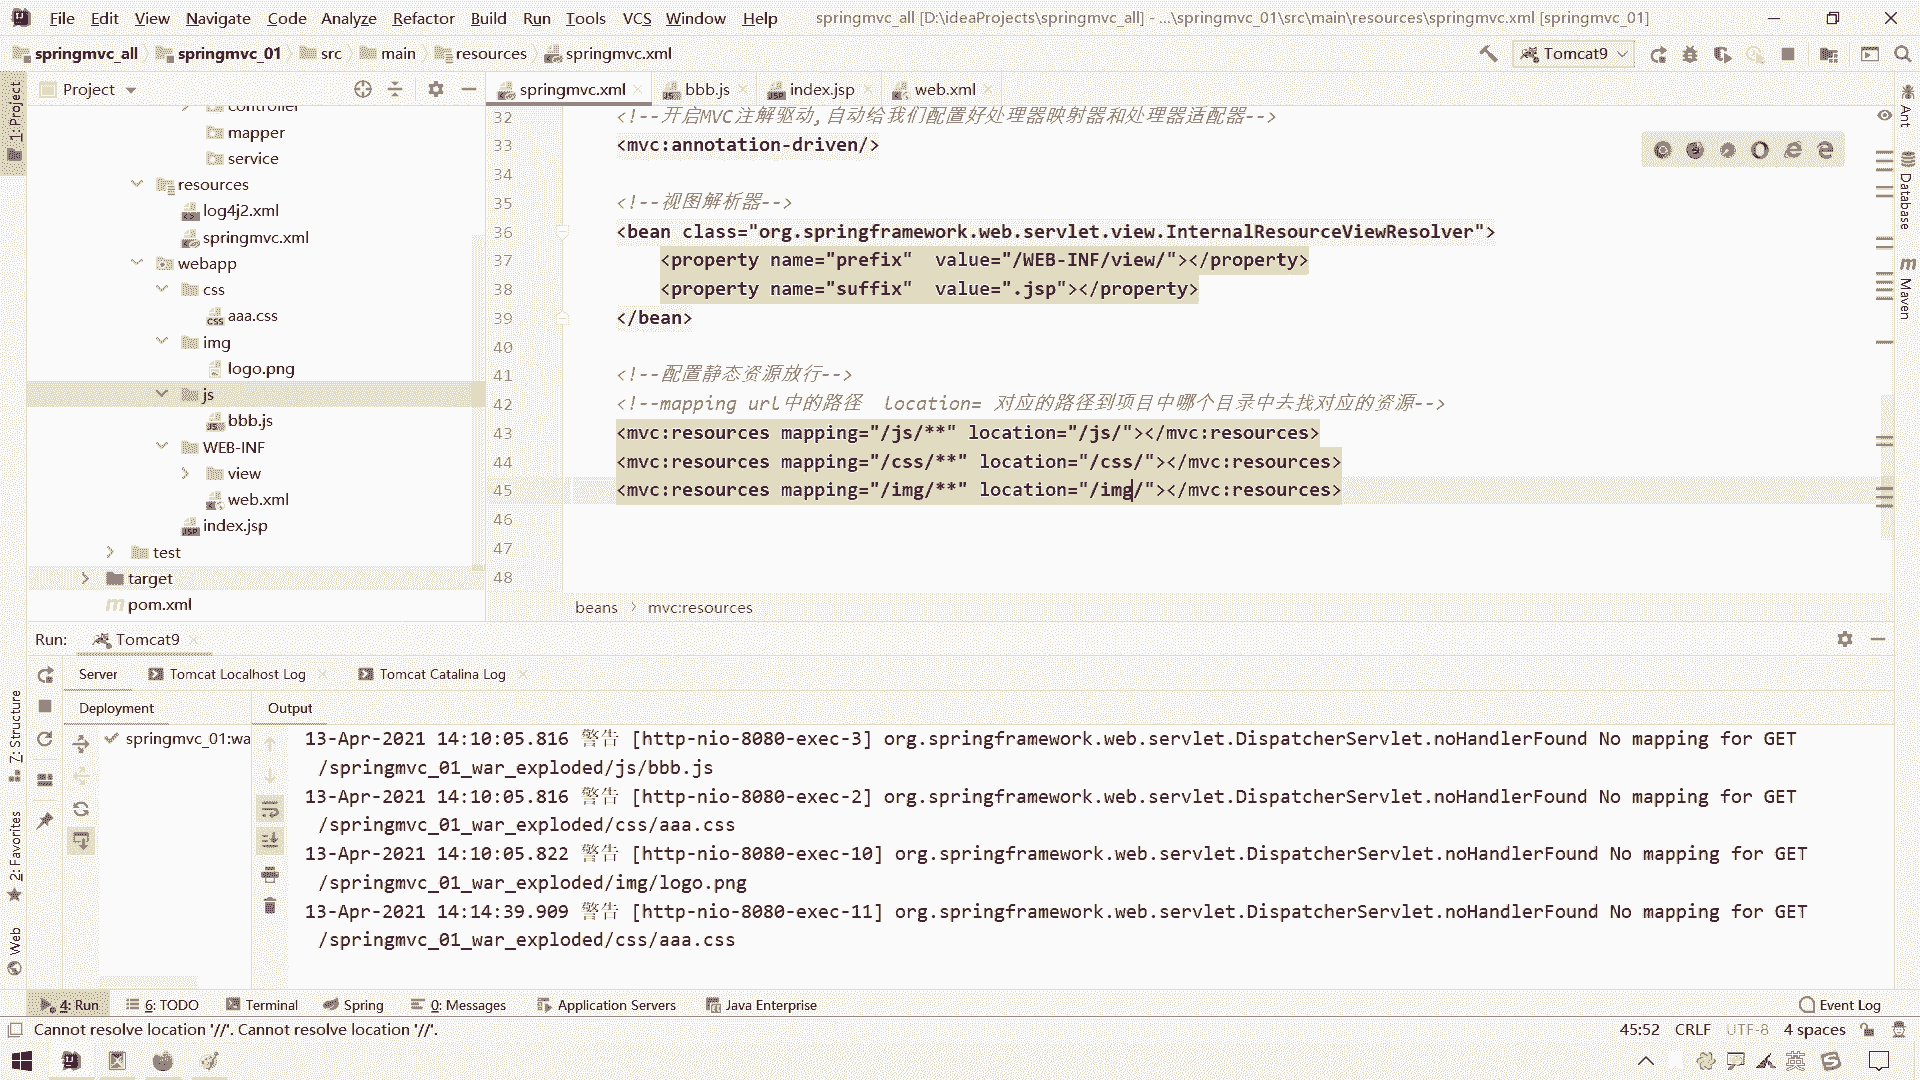 File Edit View Navigate Code Analyze Refactor Build Run Tools VCS Window Help springmvc_all [D:\ideaProjects\springmvc_all] - ...\springmvc_01\src\main\resources\springmvc.xml [springmvc_01]
springmvc_all springmvc_01 src main resources springmvc.xml Tomcat9
Project
springmvc.xml bbb.js index.jsp web.xml
1: Project
controller
mapper
service
resources
log4j2.xml
springmvc.xml
webapp
css
aaa.css
img
logo.png
js
bbb.js
WEB-INF
view
web.xml
index.jsp
test
target
pom.xml
32 <!--开启MVC注解驱动,自动给我们配置好处理器映射器和处理器适配器-->
33 <mvc:annotation-driven/>
34
35 <!--视图解析器-->
36 <bean class="org.springframework.web.servlet.view.InternalResourceViewResolver">
37 <property name="prefix"  value="/WEB-INF/view/"></property>
38 <property name="suffix"  value=".jsp"></property>
39 </bean>
40
41 <!--配置静态资源放行-->
42 <!--mapping url中的路径  location= 对应的路径到项目中哪个目录中去找对应的资源-->
43 <mvc:resources mapping="/js/**" location="/js/"></mvc:resources>
44 <mvc:resources mapping="/css/**" location="/css/"></mvc:resources>
45 <mvc:resources mapping="/img/**" location="/img/"></mvc:resources>
46
47
48
beans mvc:resources
Ant
Database
Maven
Run: Tomcat9
Server Tomcat Localhost Log Tomcat Catalina Log
Deployment Output
springmvc_01:wa
13-Apr-2021 14:10:05.816 警告 [http-nio-8080-exec-3] org.springframework.web.servlet.DispatcherServlet.noHandlerFound No mapping for GET
/springmvc_01_war_exploded/js/bbb.js
13-Apr-2021 14:10:05.816 警告 [http-nio-8080-exec-2] org.springframework.web.servlet.DispatcherServlet.noHandlerFound No mapping for GET
/springmvc_01_war_exploded/css/aaa.css
13-Apr-2021 14:10:05.822 警告 [http-nio-8080-exec-10] org.springframework.web.servlet.DispatcherServlet.noHandlerFound No mapping for GET
/springmvc_01_war_exploded/img/logo.png
13-Apr-2021 14:14:39.909 警告 [http-nio-8080-exec-11] org.springframework.web.servlet.DispatcherServlet.noHandlerFound No mapping for GET
/springmvc_01_war_exploded/css/aaa.css
7: Structure
2: Favorites
Web
4: Run 6: TODO Terminal Spring 0: Messages Application Servers Java Enterprise Event Log
Cannot resolve location '//'. Cannot resolve location '//'. 45:52 CRLF UTF-8 4 spaces
英